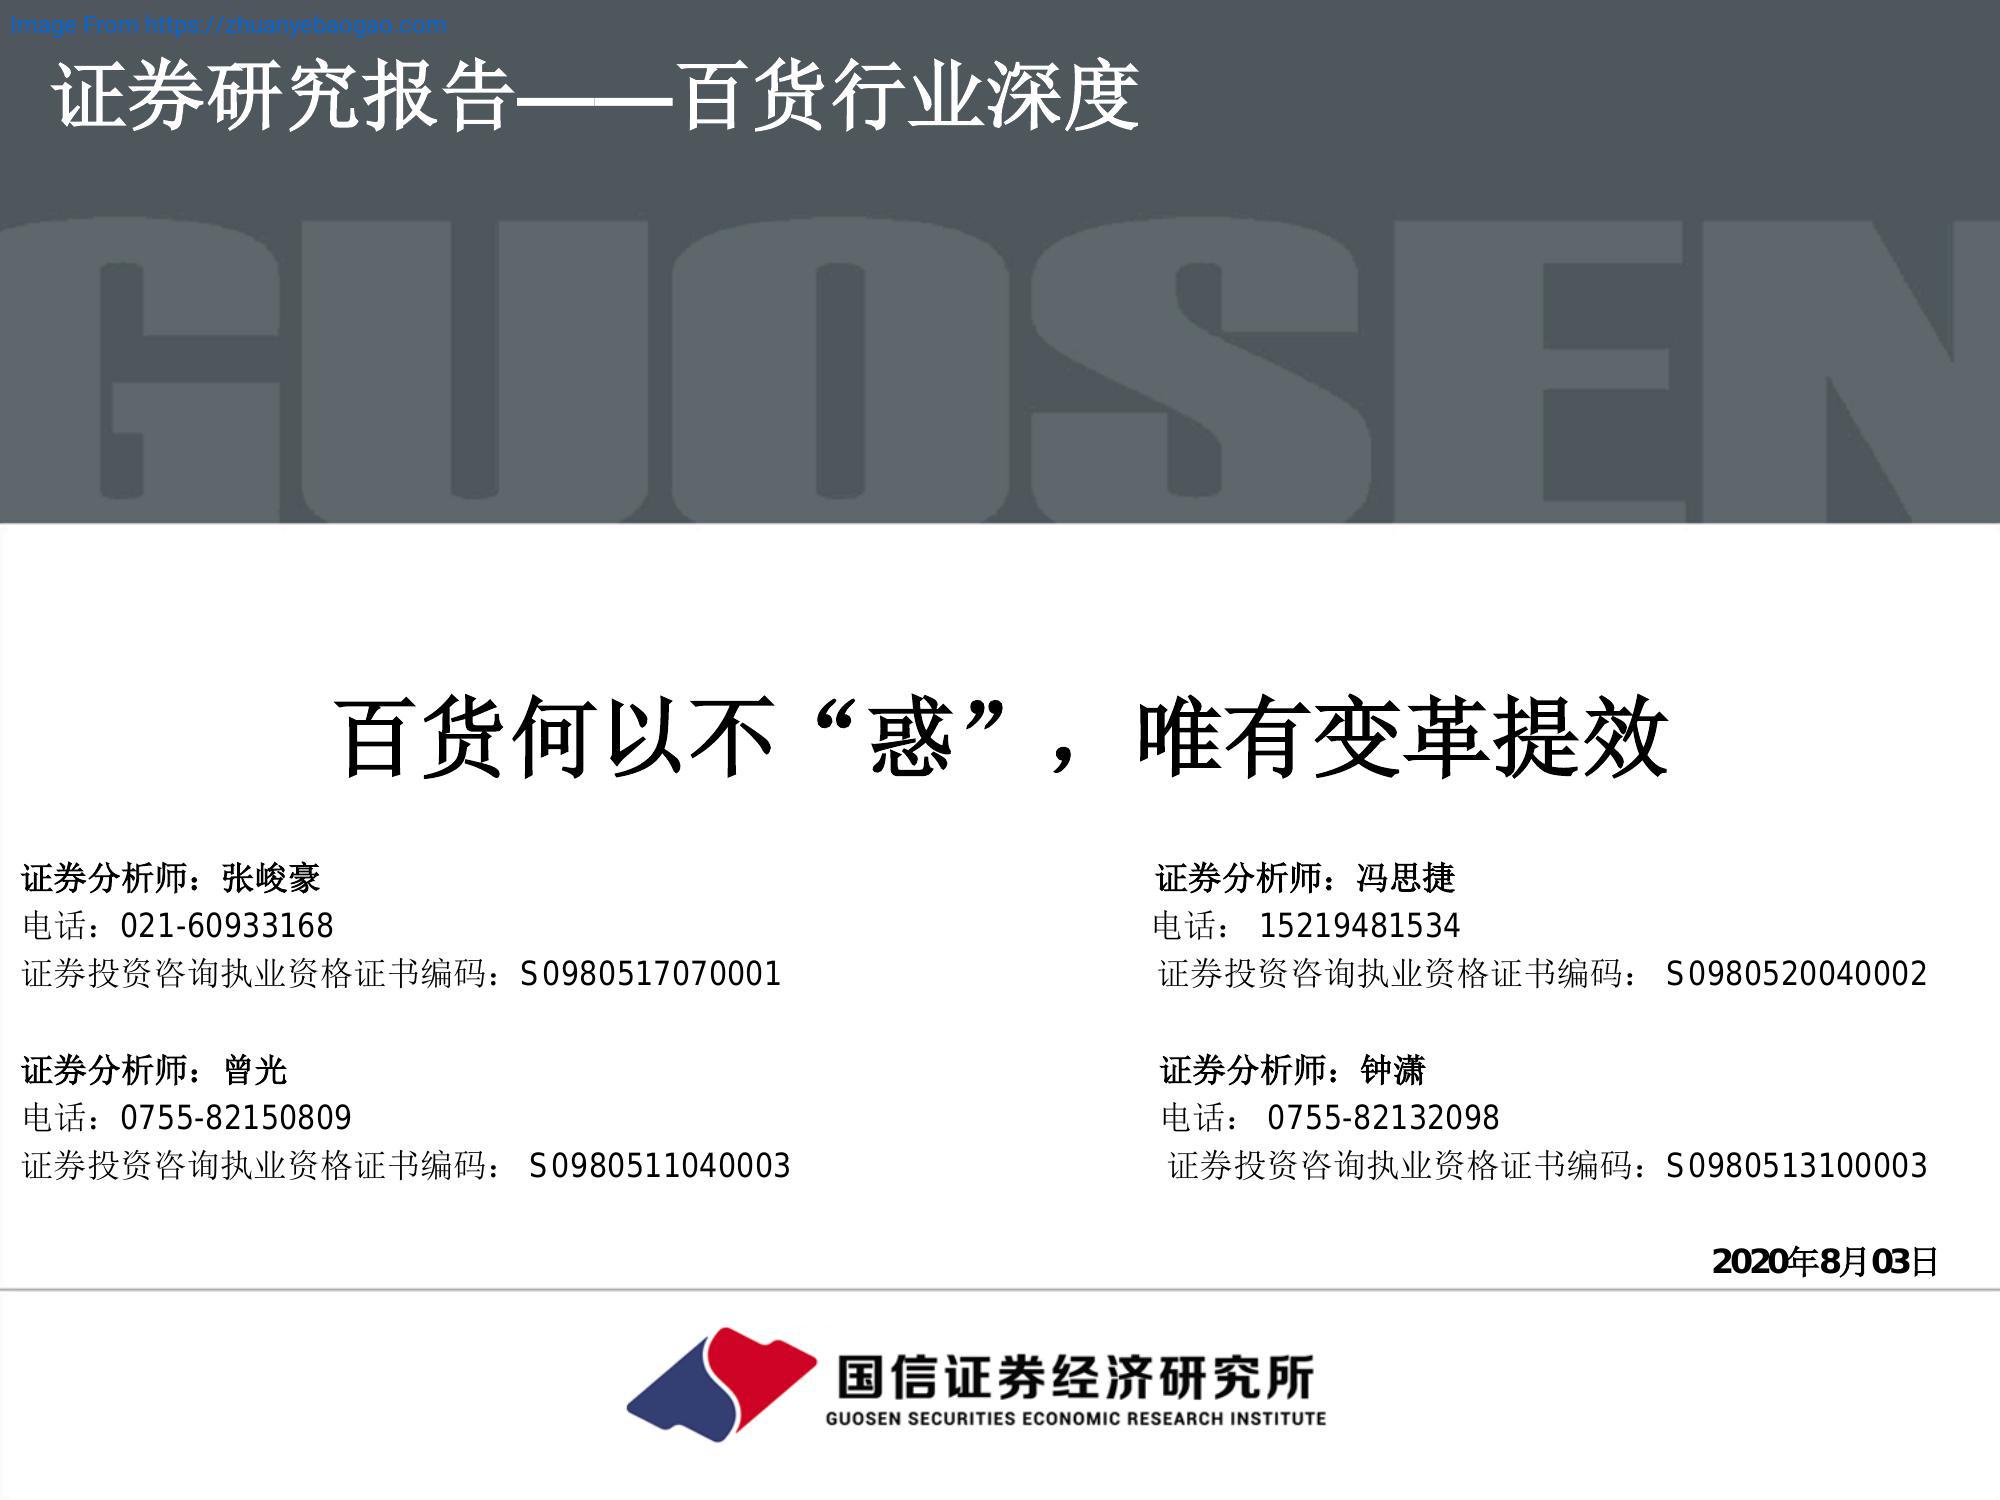 Image From https://zhuanyebaogao.com
证券研究报告——百货行业深度
GUOSEN
百货何以不“惑”，唯有变革提效
证券分析师：张峻豪
电话：021-60933168
证券投资咨询执业资格证书编码：S0980517070001
证券分析师：冯思捷
电话： 15219481534
证券投资咨询执业资格证书编码： S0980520040002
证券分析师：曾光
电话：0755-82150809
证券投资咨询执业资格证书编码： S0980511040003
证券分析师：钟潇
电话： 0755-82132098
证券投资咨询执业资格证书编码：S0980513100003
2020年8月03日
国信证券经济研究所
GUOSEN SECURITIES ECONOMIC RESEARCH INSTITUTE